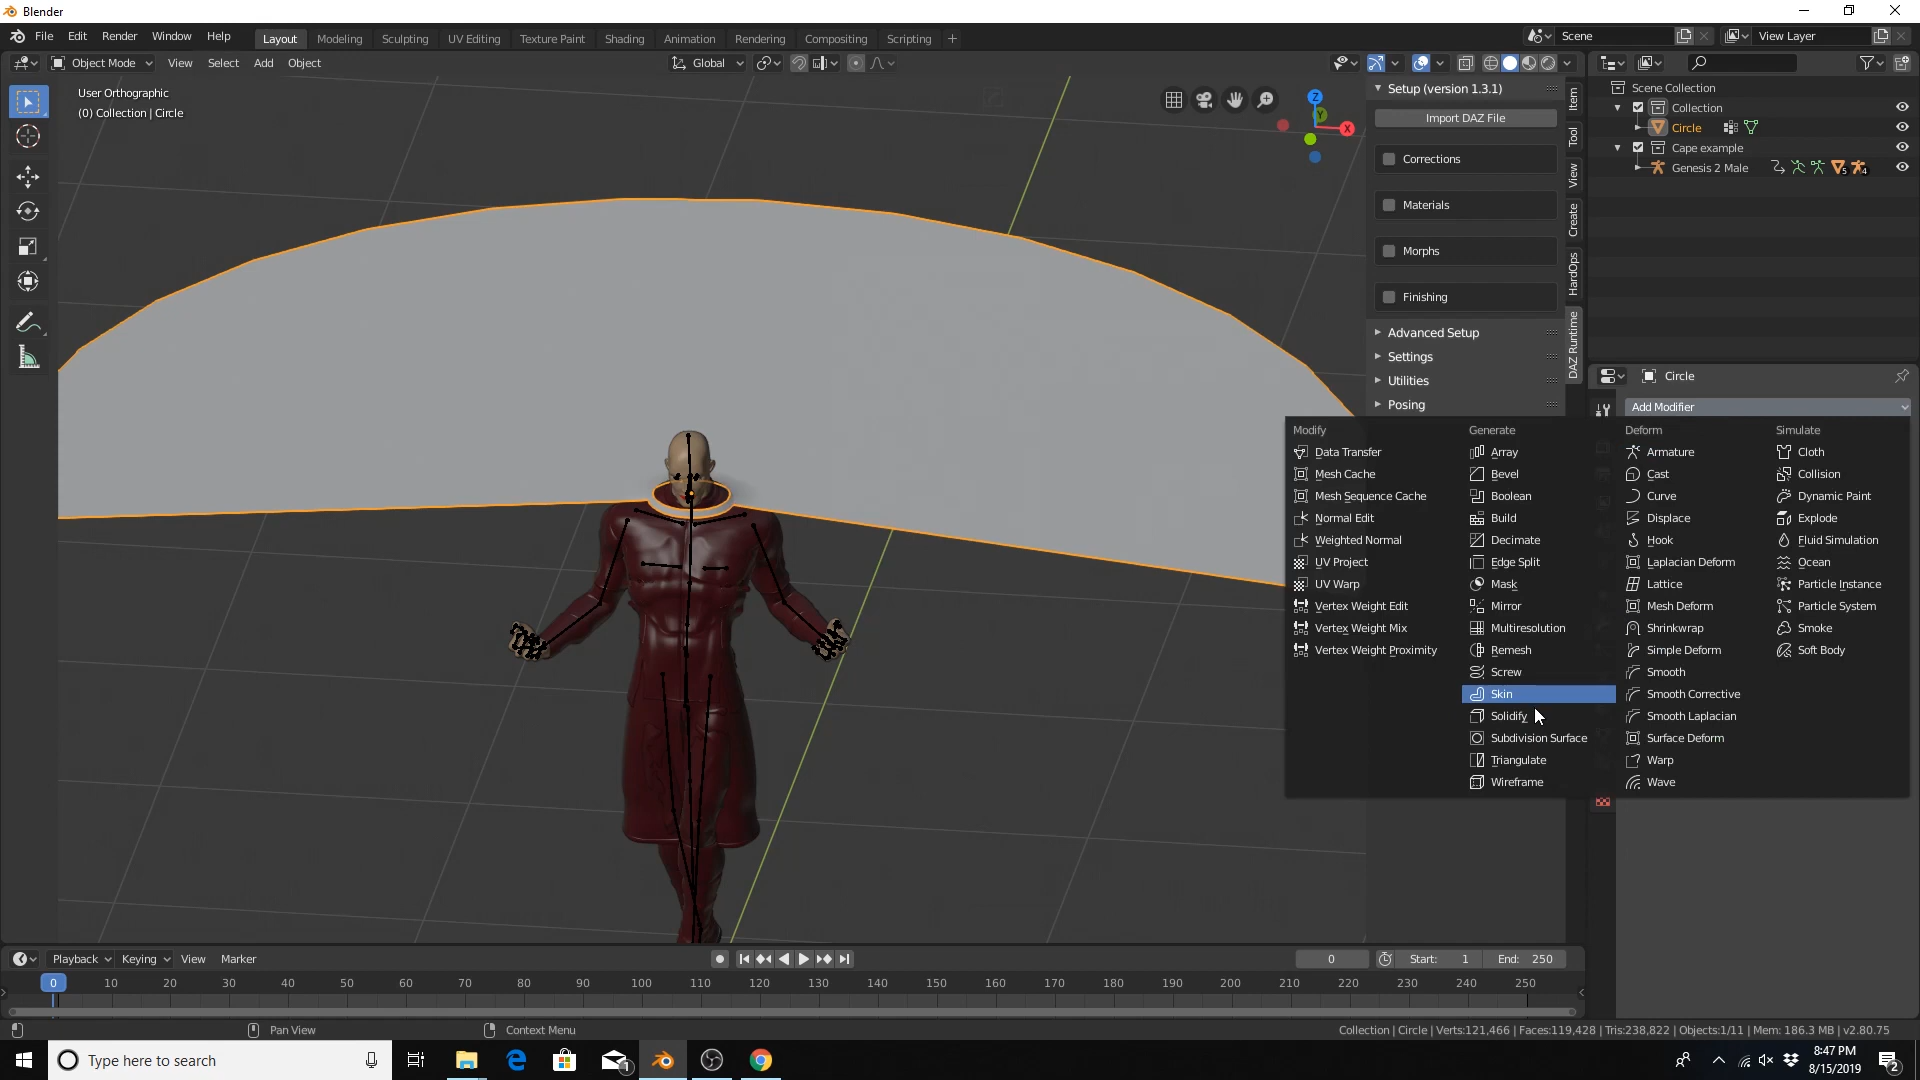 Blender
File Edit Render Window Help
Layout Modeling Sculpting UV Editing Texture Paint Shading Animation Rendering Compositing Scripting +
Scene View Layer
Object Mode View Select Add Object Global
User Orthographic
(0) Collection | Circle
Z
Y
X
Setup (version 1.3.1)
Import DAZ File
Corrections
Materials
Morphs
Finishing
Advanced Setup
Settings
Utilities
Posing
Item
Tool
View
Create
HardOps
DAZ Runtime
Scene Collection
Collection
Circle
Cape example
Genesis 2 Male
5
4
Circle
Add Modifier
Modify
Data Transfer
Mesh Cache
Mesh Sequence Cache
Normal Edit
Weighted Normal
UV Project
UV Warp
Vertex Weight Edit
Vertex Weight Mix
Vertex Weight Proximity
Generate
Array
Bevel
Boolean
Build
Decimate
Edge Split
Mask
Mirror
Multiresolution
Remesh
Screw
Skin
Solidify
Subdivision Surface
Triangulate
Wireframe
Deform
Armature
Cast
Curve
Displace
Hook
Laplacian Deform
Lattice
Mesh Deform
Shrinkwrap
Simple Deform
Smooth
Smooth Corrective
Smooth Laplacian
Surface Deform
Warp
Wave
Simulate
Cloth
Collision
Dynamic Paint
Explode
Fluid Simulation
Ocean
Particle Instance
Particle System
Smoke
Soft Body
Playback Keying View Marker 0 Start: 1 End: 250
0 10 20 30 40 50 60 70 80 90 100 110 120 130 140 150 160 170 180 190 200 210 220 230 240 250
Pan View Context Menu Collection | Circle | Verts:121,466 | Faces:119,428 | Tris:238,822 | Objects:1/11 | Mem: 186.3 MB | v2.80.75
Type here to search
1
8:47 PM
8/15/2019
2